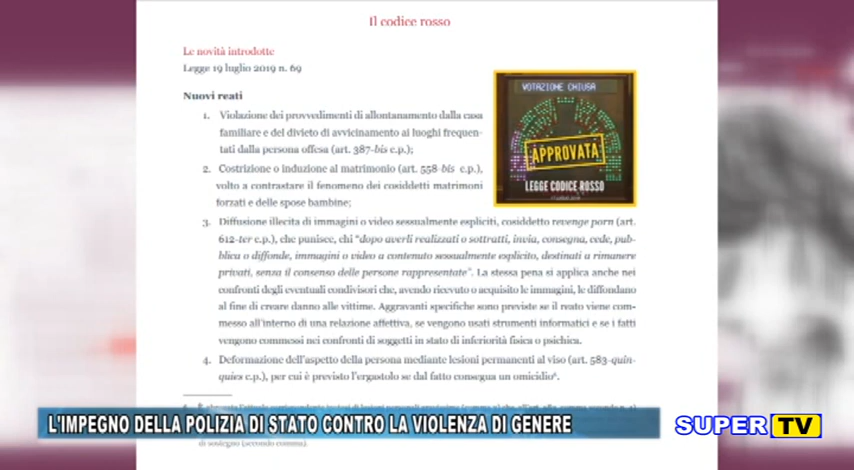 Il codice rosso
Le novità introdotte
Legge 19 luglio 2019 n. 69
Nuovi reati
1. Violazione dei provvedimenti di allontanamento dalla casa
familiare e del divieto di avvicinamento ai luoghi frequen-
tati dalla persona offesa (art. 387-bis c.p.);
2. Costrizione o induzione al matrimonio (art. 558-bis c.p.),
volto a contrastare il fenomeno dei cosiddetti matrimoni
forzati e delle spose bambine;
VOTAZIONE CHIUSA
APPROVATA
LEGGE CODICE ROSSO
3. Diffusione illecita di immagini o video sessualmente espliciti, cosiddetto revenge porn (art.
612-ter c.p.), che punisce, chi "dopo averli realizzati o sottratti, invia, consegna, cede, pub-
blica o diffonde, immagini o video a contenuto sessualmente esplicito, destinati a rimanere
privati, senza il consenso delle persone rappresentate". La stessa pena si applica anche nei
confronti degli eventuali condivisori che, avendo ricevuto o acquisito le immagini, le diffondano
al fine di creare danno alle vittime. Aggravanti specifiche sono previste se il reato viene com-
messo all'interno di una relazione affettiva, se vengono usati strumenti informatici e se i fatti
vengono commessi nei confronti di soggetti in stato di inferiorità fisica o psichica.
4. Deformazione dell'aspetto della persona mediante lesioni permanenti al viso (art. 583-quin-
quies c.p.), per cui è previsto l'ergastolo se dal fatto consegua un omicidio⁶.
L'IMPEGNO DELLA POLIZIA DI STATO CONTRO LA VIOLENZA DI GENERE
SUPER TV
di sostegno (secondo comma).